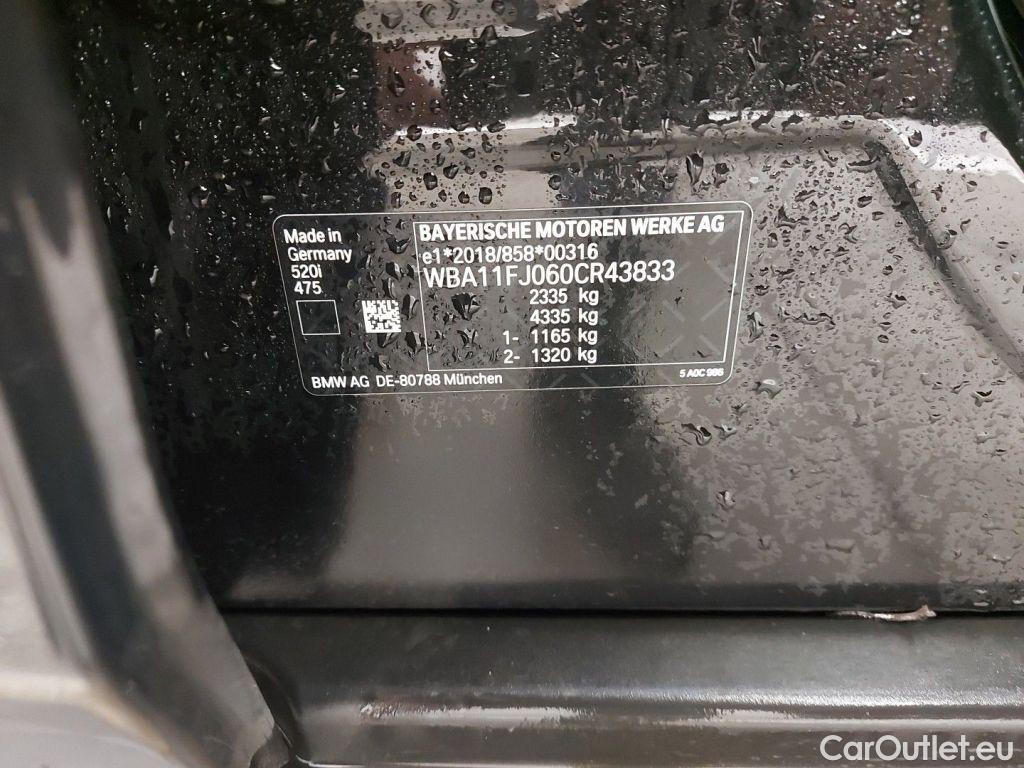 Made in
Germany
520i
475
BAYERISCHE MOTOREN WERKE AG
e1*2018/858*00316
WBA11FJ060CR43833
2335 kg
4335 kg
1- 1165 kg
2- 1320 kg
BMW AG DE-80788 München
5 A0C 986
CarOutlet.eu